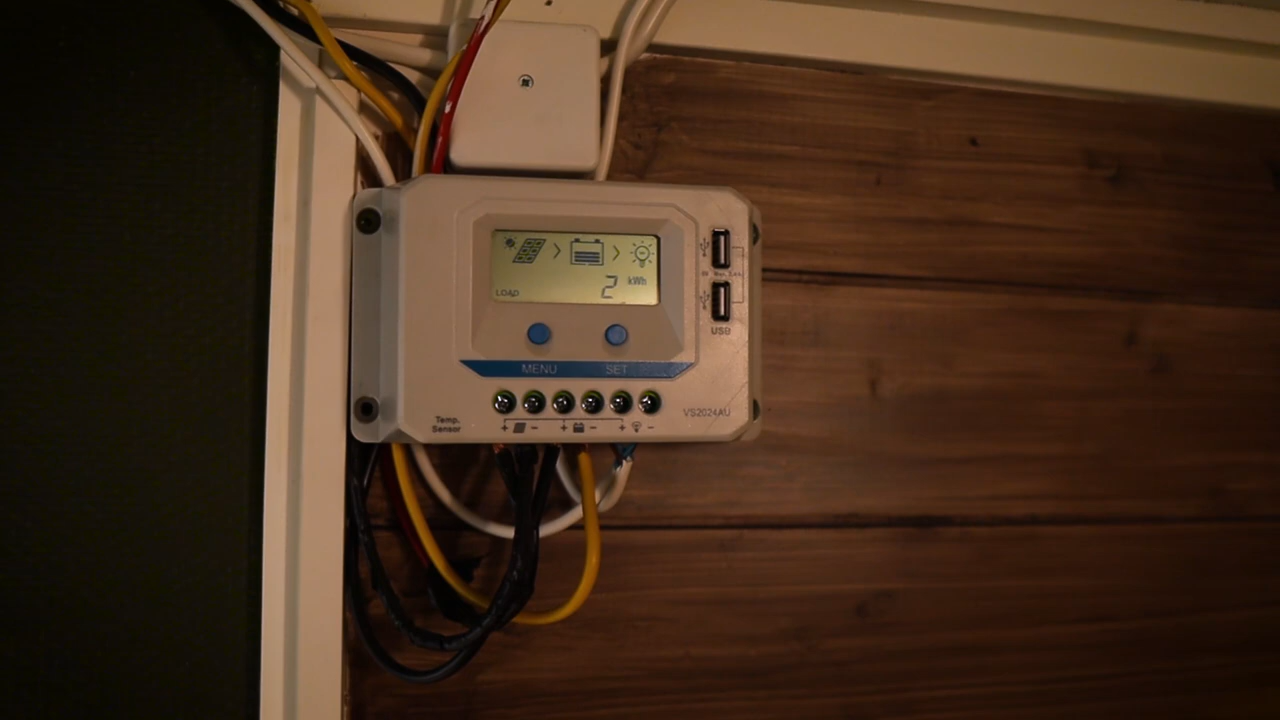 2 kWh
LOAD
USB
MENU SET
VS2024AU
Temp.
Sensor
+ - + - + -